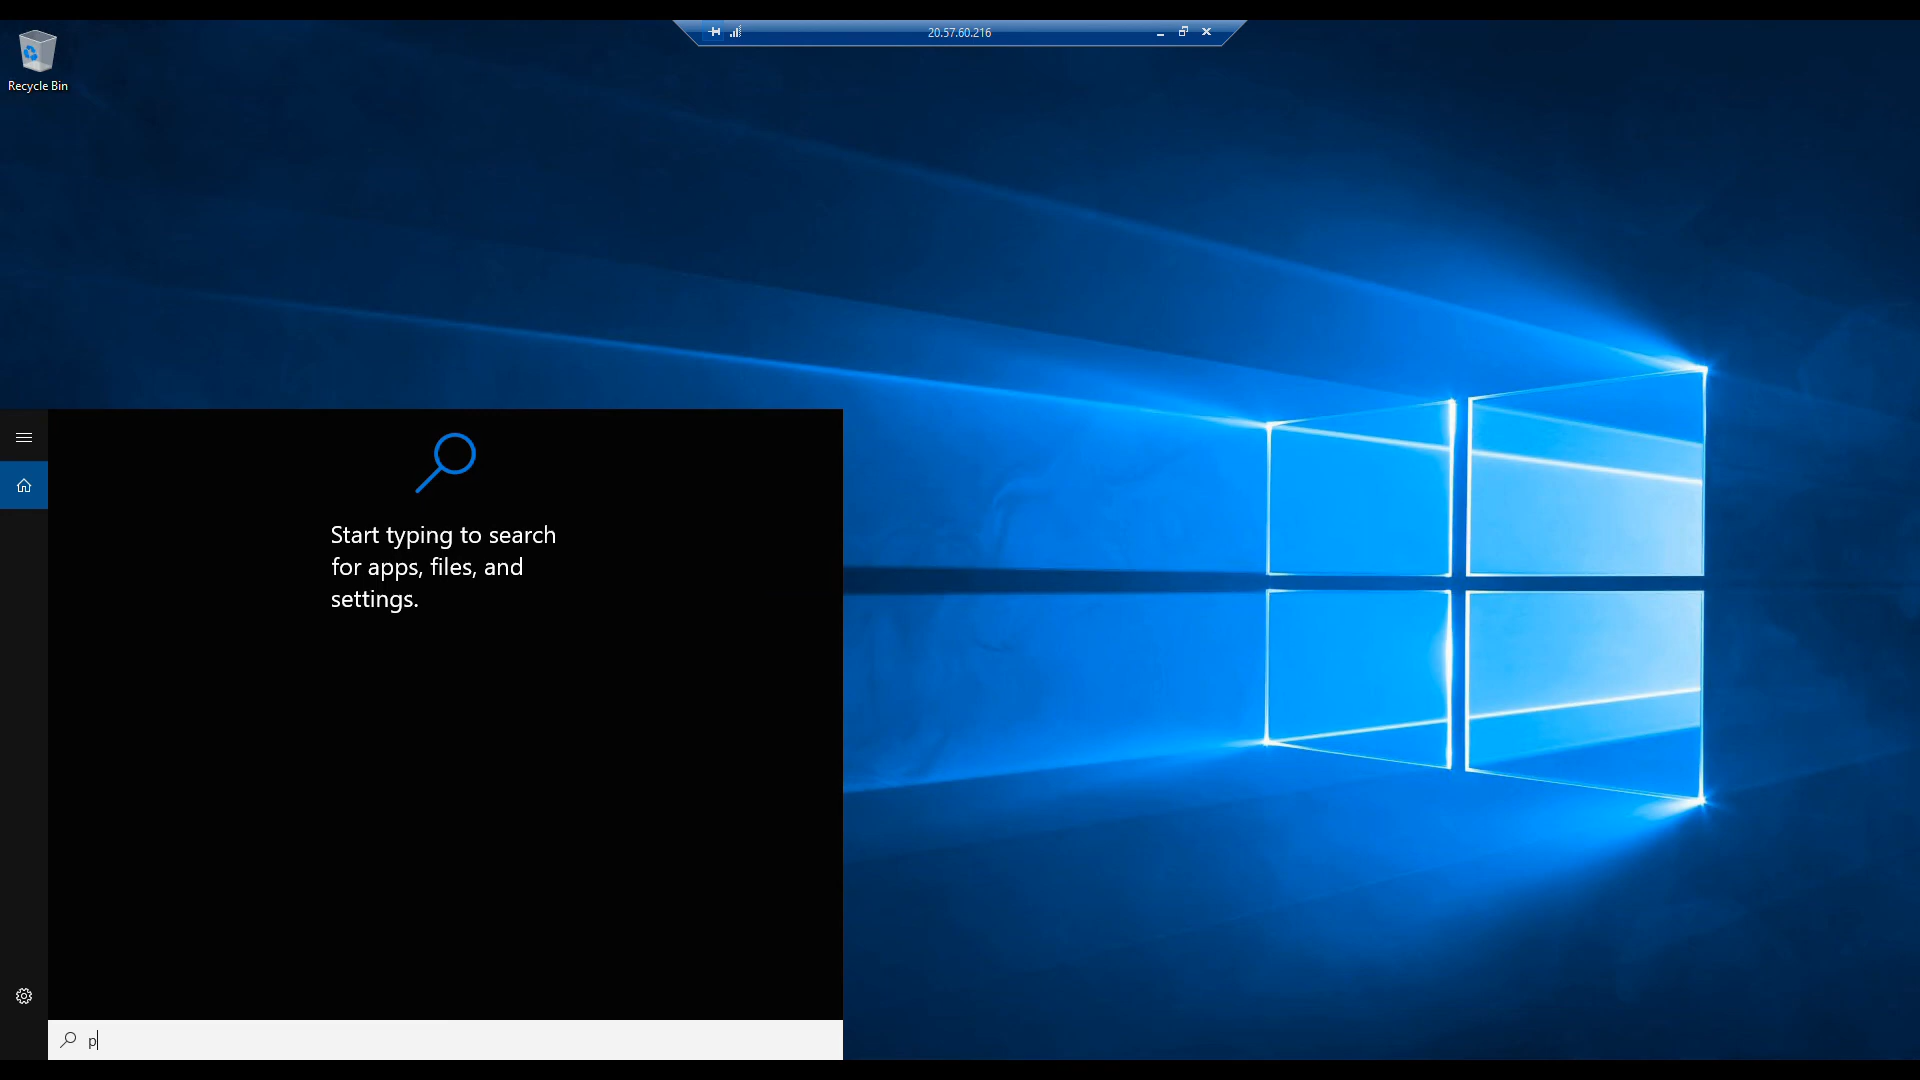 20.57.60.216
Recycle Bin
Start typing to search
for apps, files, and
settings.
p